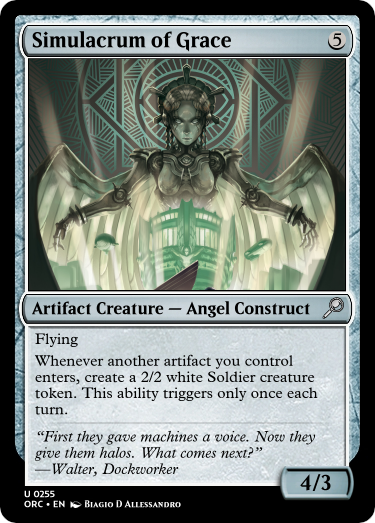 Simulacrum of Grace 5
Artifact Creature — Angel Construct
Flying
Whenever another artifact you control
enters, create a 2/2 white Soldier creature
token. This ability triggers only once each
turn.
“First they gave machines a voice. Now they
give them halos. What comes next?”
—Walter, Dockworker
4/3
U 0255
ORC • EN Biagio D Allessandro